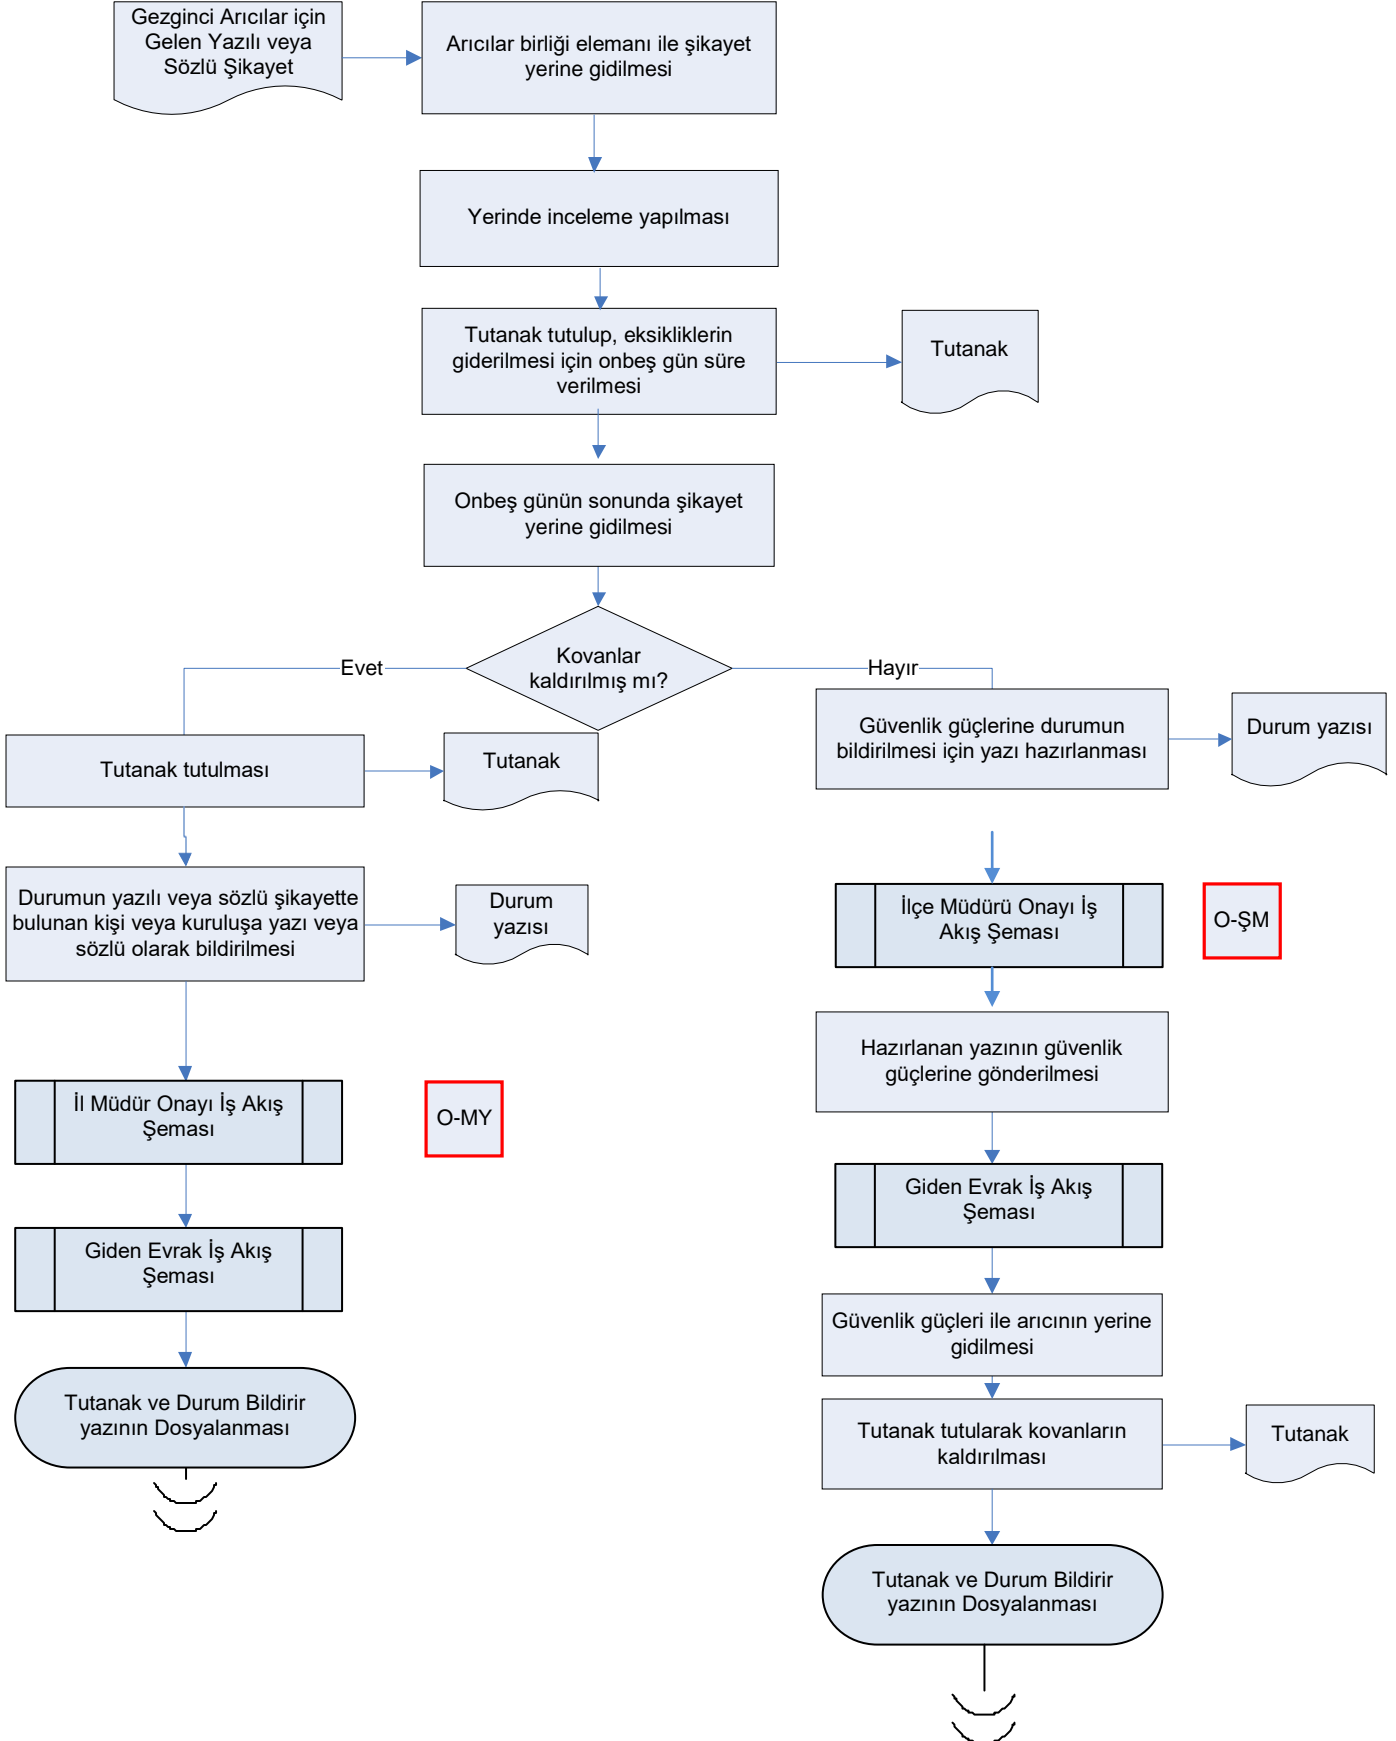 Gezginci Arıcılar için
Gelen Yazılı veya
Sözlü Şikayet
Arıcılar birliği elemanı ile şikayet
yerine gidilmesi
Yerinde inceleme yapılması
Tutanak tutulup, eksikliklerin
giderilmesi için onbeş gün süre
verilmesi
Tutanak
Onbeş günün sonunda şikayet
yerine gidilmesi
Kovanlar
kaldırılmış mı?
Evet
Hayır
Tutanak tutulması
Tutanak
Güvenlik güçlerine durumun
bildirilmesi için yazı hazırlanması
Durum yazısı
Durumun yazılı veya sözlü şikayette
bulunan kişi veya kuruluşa yazı veya
sözlü olarak bildirilmesi
Durum
yazısı
İlçe Müdürü Onayı İş
Akış Şeması
O-ŞM
Hazırlanan yazının güvenlik
güçlerine gönderilmesi
İl Müdür Onayı İş Akış
Şeması
O-MY
Giden Evrak İş Akış
Şeması
Giden Evrak İş Akış
Şeması
Güvenlik güçleri ile arıcının yerine
gidilmesi
Tutanak ve Durum Bildirir
yazının Dosyalanması
Tutanak tutularak kovanların
kaldırılması
Tutanak
Tutanak ve Durum Bildirir
yazının Dosyalanması